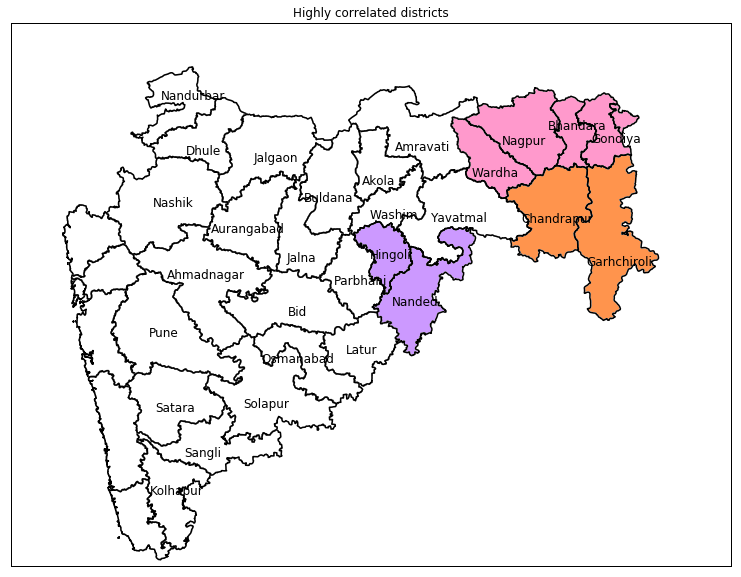 Highly correlated districts
Nandurbar
Bhandara
Gondiya
Nagpur
Amravati
Dhule
Jalgaon
Wardha
Akola
Buldana
Nashik
Washim
Yavatmal
Chandrapur
Aurangabad
Hingoli
Jalna
Garhchiroli
Ahmadnagar
Parbhani
Nanded
Bid
Pune
Latur
Osmanabad
Solapur
Satara
Sangli
Kolhapur